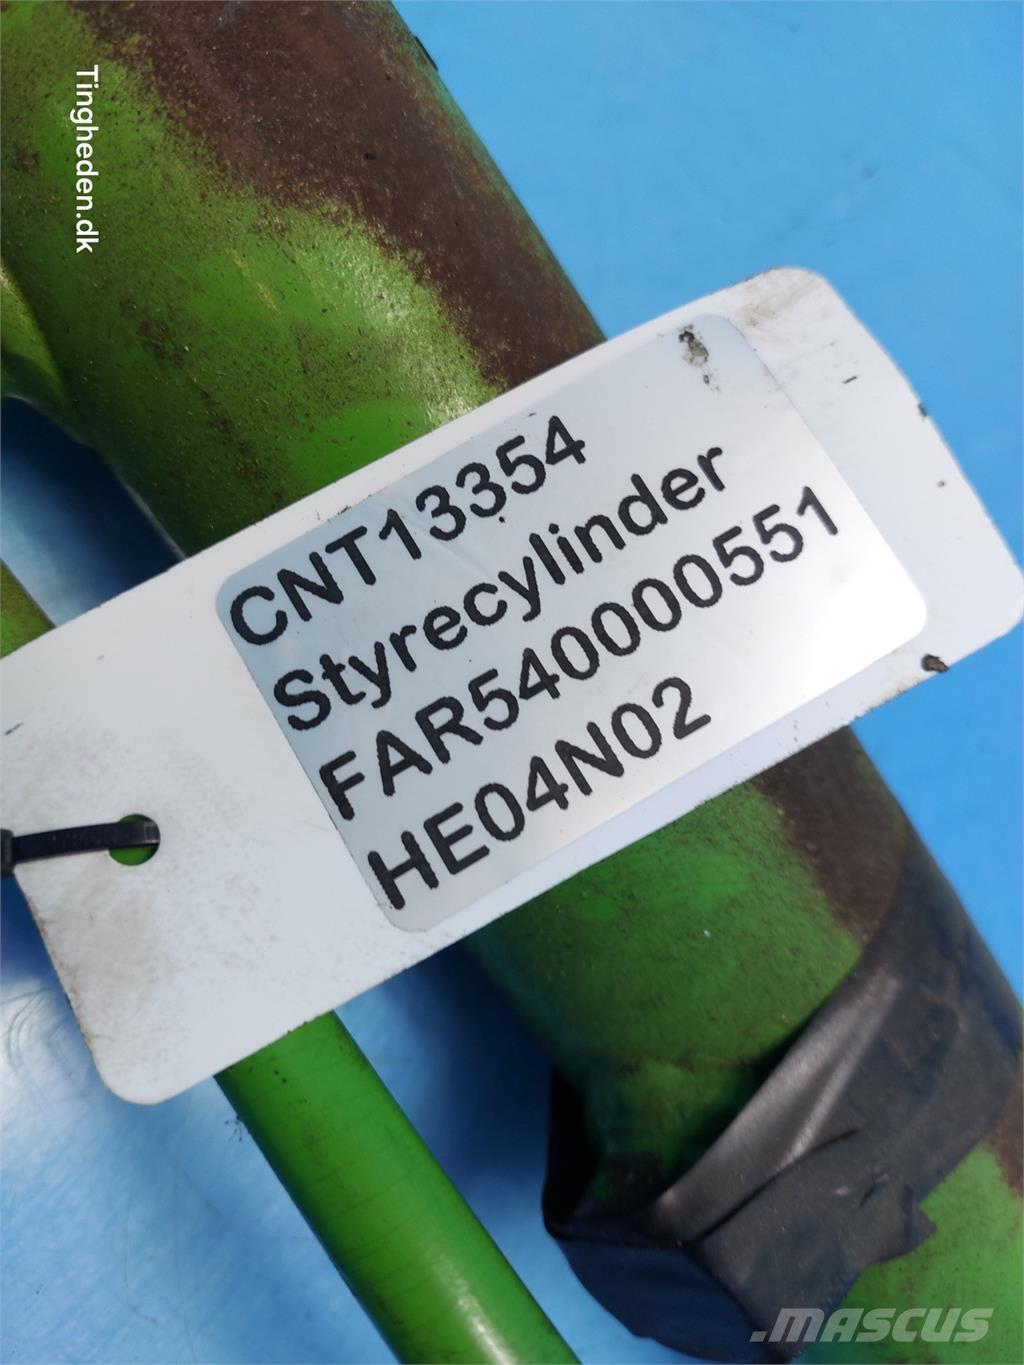 Tingheden.dk
CNT13354
Styrecylinder
FAR540000551
HE04N02
.MASCUS